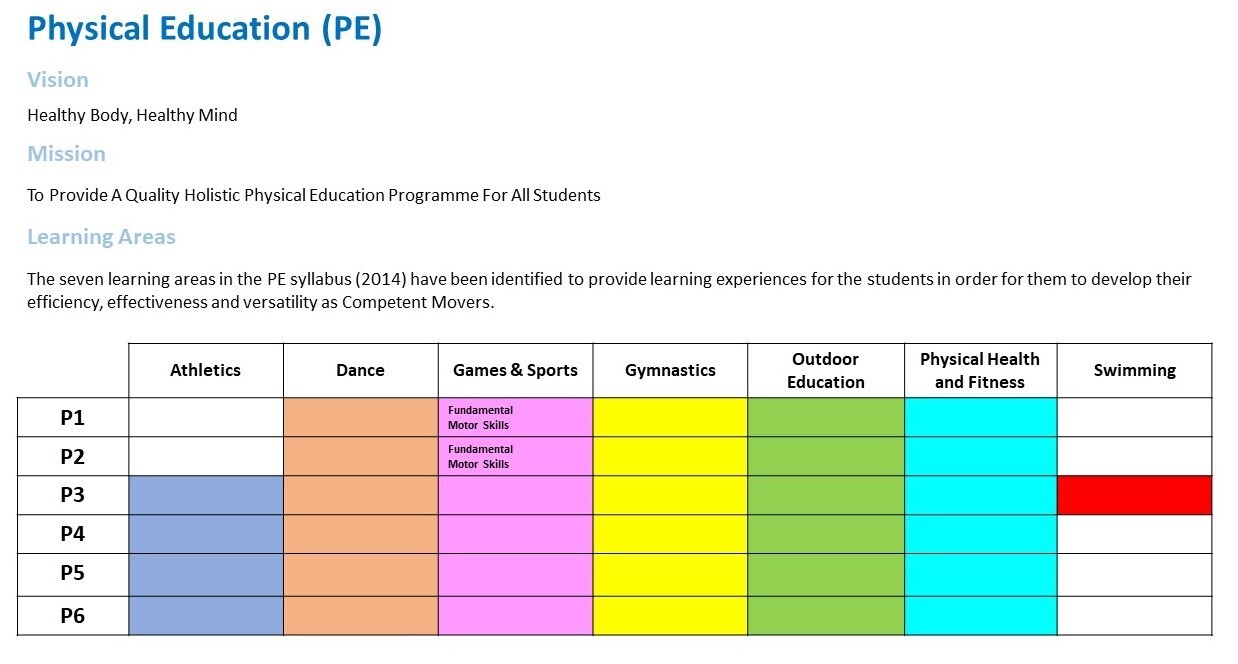 Physical Education (PE)
Vision
Healthy Body, Healthy Mind
Mission
To Provide A Quality Holistic Physical Education Programme For All Students
Learning Areas
The seven learning areas in the PE syllabus (2014) have been identified to provide learning experiences for the students in order for them to develop their
efficiency, effectiveness and versatility as Competent Movers.
Athletics Dance Games & Sports Gymnastics Outdoor Education Physical Health and Fitness Swimming
P1 Fundamental Motor Skills
P2 Fundamental Motor Skills
P3
P4
P5
P6